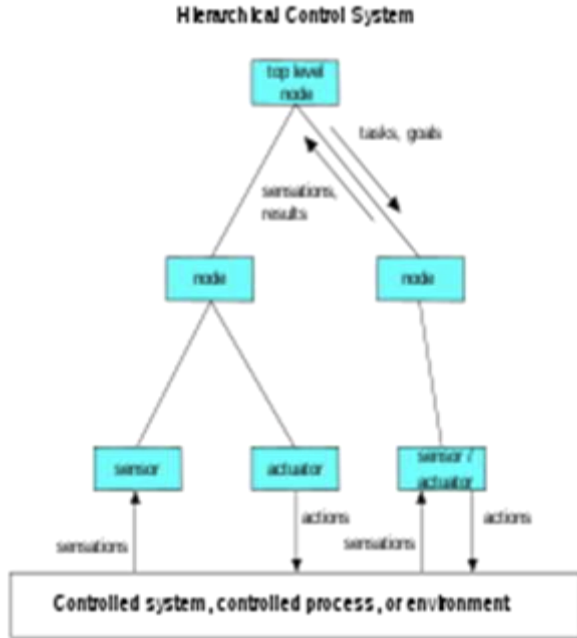 Hierarchical Control System
top level
node
tasks, goals
sensations,
results
node
node
sensor
actuator
sensor /
actuator
actions
actions
sensations
sensations
Controlled system, controlled process, or environment